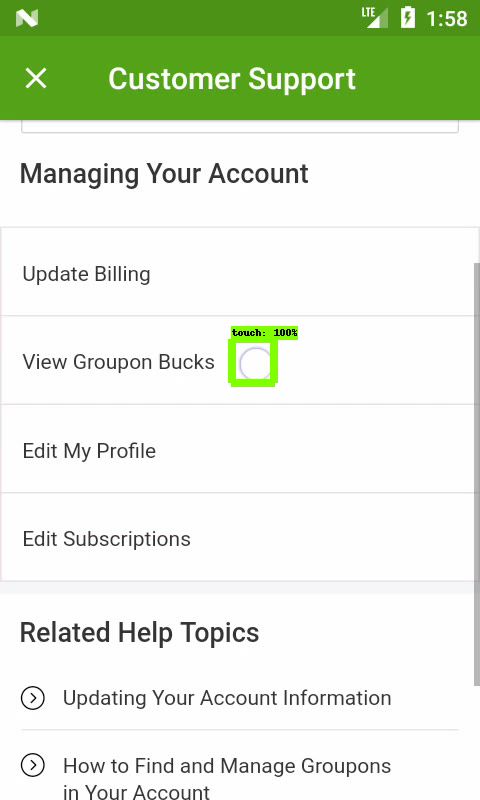 LTE 1:58
Customer Support
Managing Your Account
Update Billing
touch: 100%
View Groupon Bucks
Edit My Profile
Edit Subscriptions
Related Help Topics
Updating Your Account Information
How to Find and Manage Groupons
in Your Account